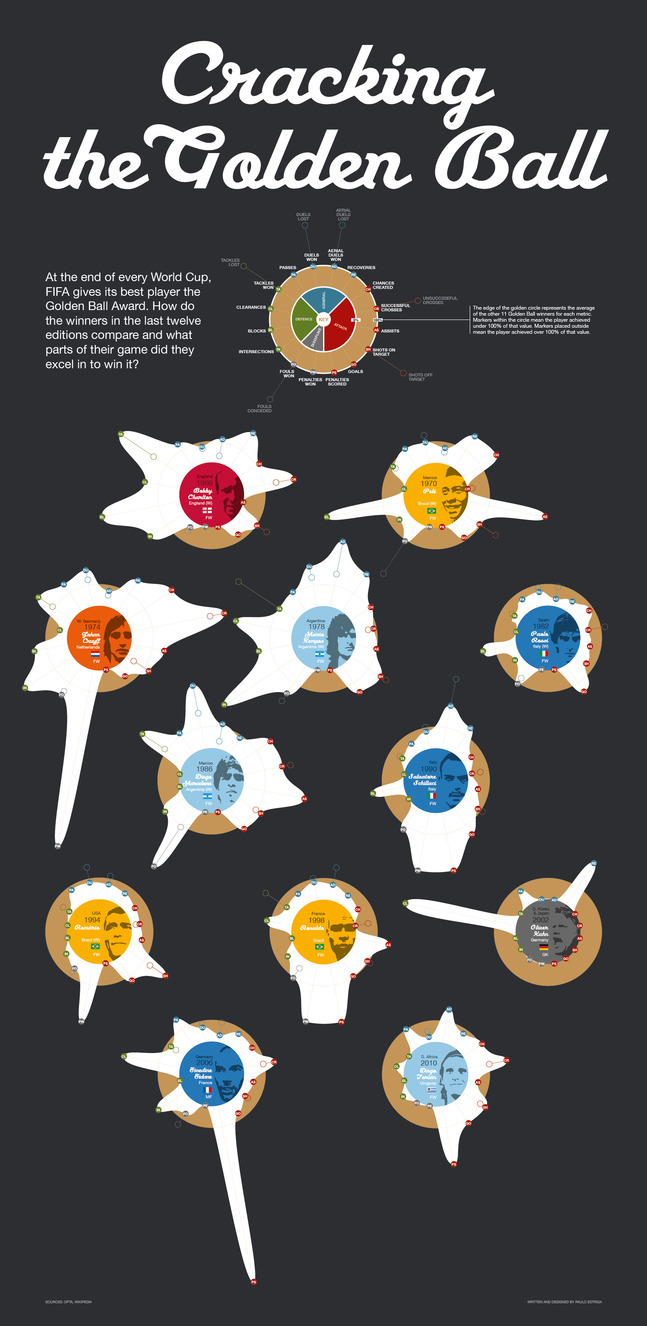 Cracking
the Golden Ball
At the end of every World Cup,
FIFA gives its best player the
Golden Ball Award. How do
the winners in the last twelve
editions compare and what
parts of their game did they
excel in to win it?
DUELS
LOST
AERIAL
DUELS
LOST
TACKLES
LOST
DUELS
WON
AERIAL
DUELS
WON
PASSES
RECOVERIES
TACKLES
WON
CHANCES
CREATED
CLEARANCES
SUCCESSFUL
CROSSES
UNSUCCESSFUL
CROSSES
BLOCKS
ASSISTS
INTERSECTIONS
SHOTS ON
TARGET
SHOTS OFF
TARGET
FOULS
WON
PENALTIES
WON
PENALTIES
SCORED
GOALS
FOULS
CONCEDED
GENERAL
DEFENCE
KEY
ATTACK
The edge of the golden circle represents the average
of the other 11 Golden Ball winners for each metric.
Markers within the circle mean the player achieved
under 100% of that value. Markers placed outside
mean the player achieved over 100% of that value.
England
1966
Bobby
Charlton
England (W)
FW
Mexico
1970
Pelé
Brazil (W)
FW
W. Germany
1974
Johan
Cruyff
Netherlands
FW
Argentina
1978
Mario
Kempes
Argentina (W)
FW
Spain
1982
Paolo
Rossi
Italy (W)
FW
Mexico
1986
Diego
Maradona
Argentina (W)
FW
Italy
1990
Salvatore
Schillaci
Italy
FW
USA
1994
Romário
Brazil (W)
FW
France
1998
Ronaldo
Brazil
FW
S. Korea
& Japan
2002
Oliver
Kahn
Germany
GK
Germany
2006
Zinedine
Zidane
France
MF
S. Africa
2010
Diego
Forlán
Uruguay
FW
SOURCES: OPTA, WIKIPEDIA
WRITTEN AND DESIGNED BY PAULO ESTRIGA